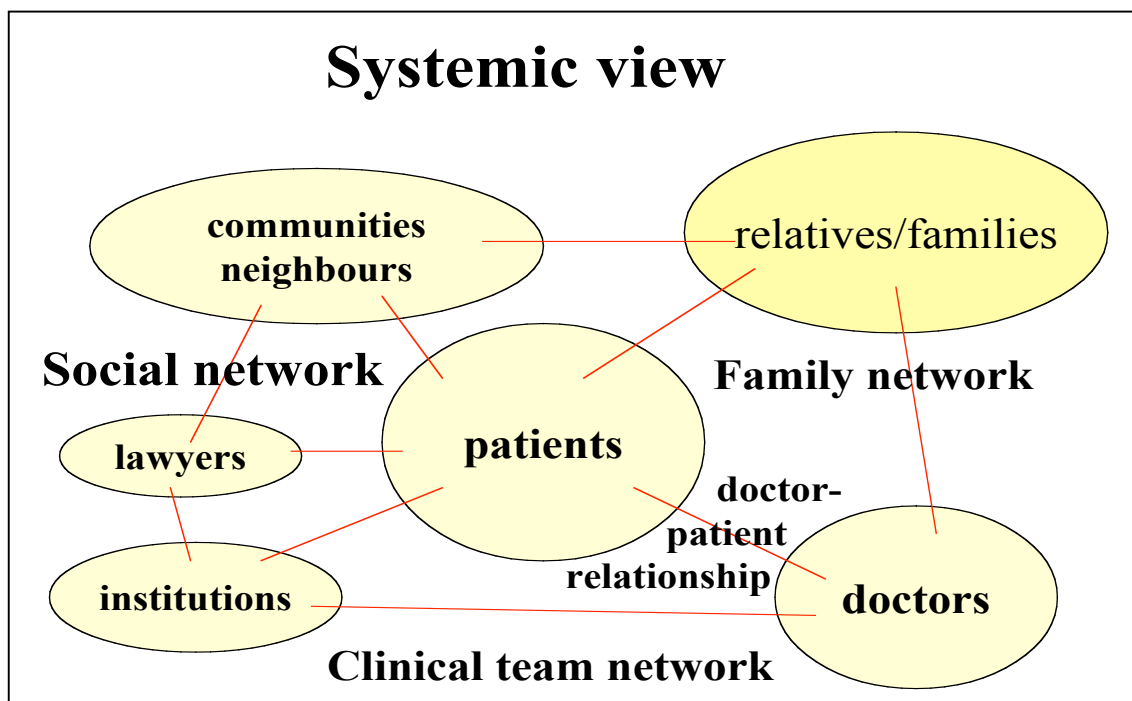 Systemic view
communities
neighbours
relatives/families
Social network
Family network
lawyers
patients
doctor-
patient
relationship
institutions
doctors
Clinical team network